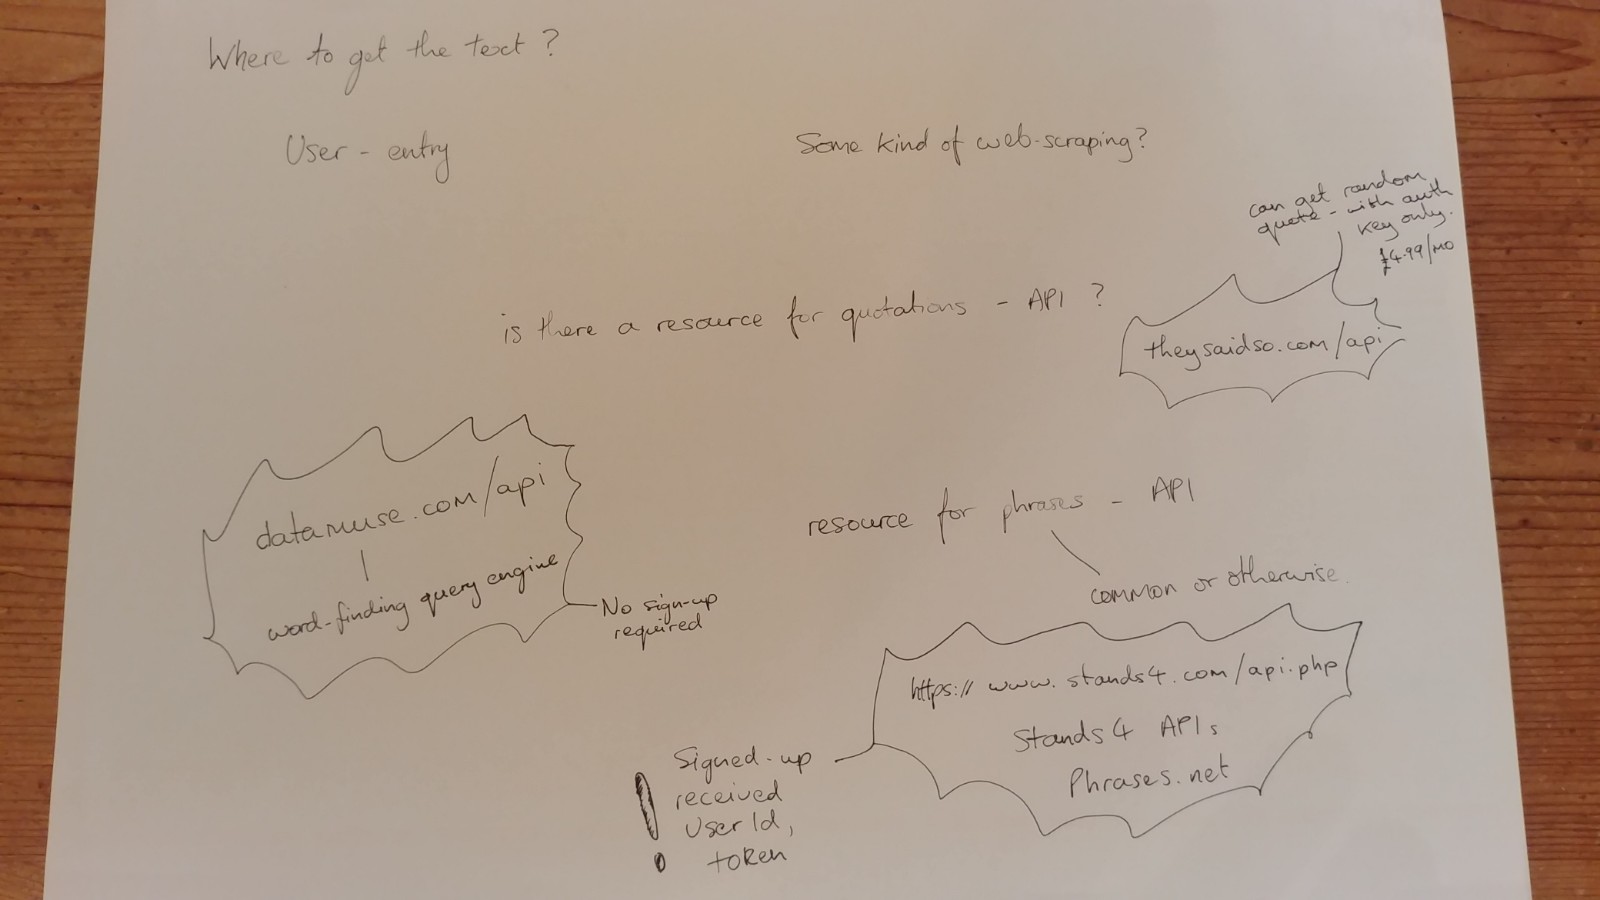 Where to get the text ?
User - entry
Some kind of web-scraping?
can get random
quote - with auth
key only.
£4.99/MO
is there a resource for quotations - API ?
theysaidso.com/api
datamuse.com/api
word-finding query engine
No sign-up
required
resource for phrases - API
common or otherwise.
https:// www.stands4.com/api.php
Stands4 APIs
Phrases.net
Signed-up
received
User Id,
token
!